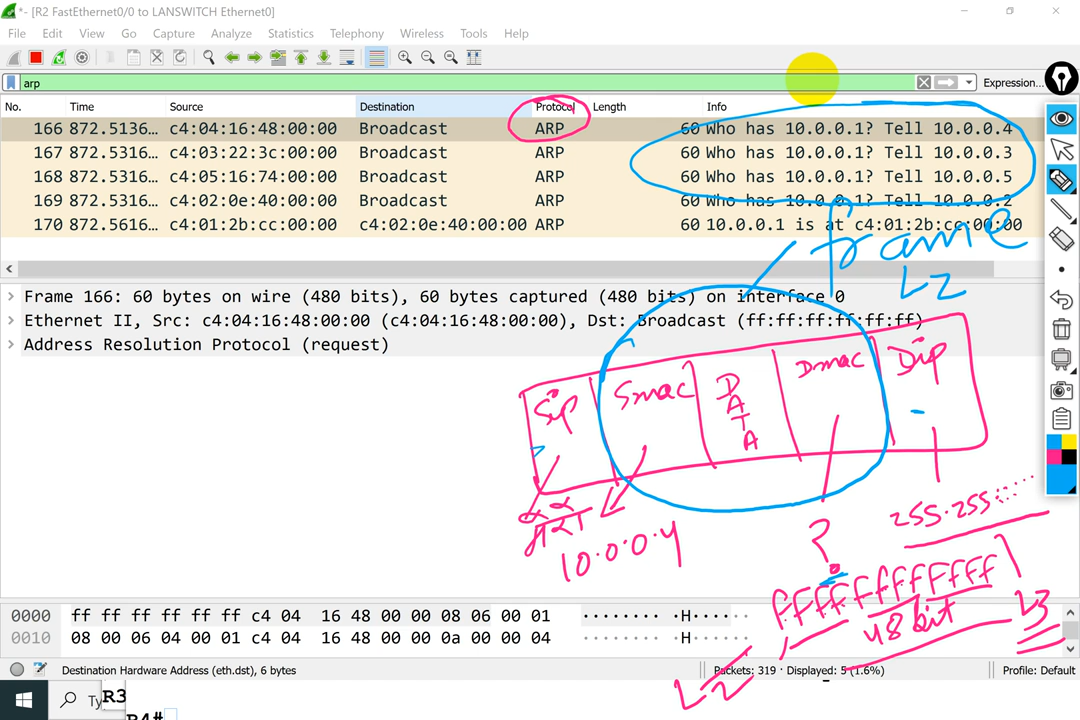 *- [R2 FastEthernet0/0 to LANSWITCH Ethernet0]
File Edit View Go Capture Analyze Statistics Telephony Wireless Tools Help
arp Expression...
No. Time Source Destination Protocol Length Info
166 872.5136... c4:04:16:48:00:00 Broadcast ARP 60 Who has 10.0.0.1? Tell 10.0.0.4
167 872.5316... c4:03:22:3c:00:00 Broadcast ARP 60 Who has 10.0.0.1? Tell 10.0.0.3
168 872.5316... c4:05:16:74:00:00 Broadcast ARP 60 Who has 10.0.0.1? Tell 10.0.0.5
169 872.5316... c4:02:0e:40:00:00 Broadcast ARP 60 Who has 10.0.0.1? Tell 10.0.0.2
170 872.5616... c4:01:2b:cc:00:00 c4:02:0e:40:00:00 ARP 60 10.0.0.1 is at c4:01:2b:cc:00:00
frame
L2
Frame 166: 60 bytes on wire (480 bits), 60 bytes captured (480 bits) on interface 0
Ethernet II, Src: c4:04:16:48:00:00 (c4:04:16:48:00:00), Dst: Broadcast (ff:ff:ff:ff:ff:ff)
Address Resolution Protocol (request)
Sip Smac DATA Dmac Dip
255.255.
10.0.0.4
?
ffff ffff ffff
48 bit
L3
L2
0000 ff ff ff ff ff ff c4 04 16 48 00 00 08 06 00 01 ········ ·H······
0010 08 00 06 04 00 01 c4 04 16 48 00 00 0a 00 00 04 ········ ·H······
Destination Hardware Address (eth.dst), 6 bytes Packets: 319 · Displayed: 5 (1.6%) Profile: Default
Ty R3
R4#